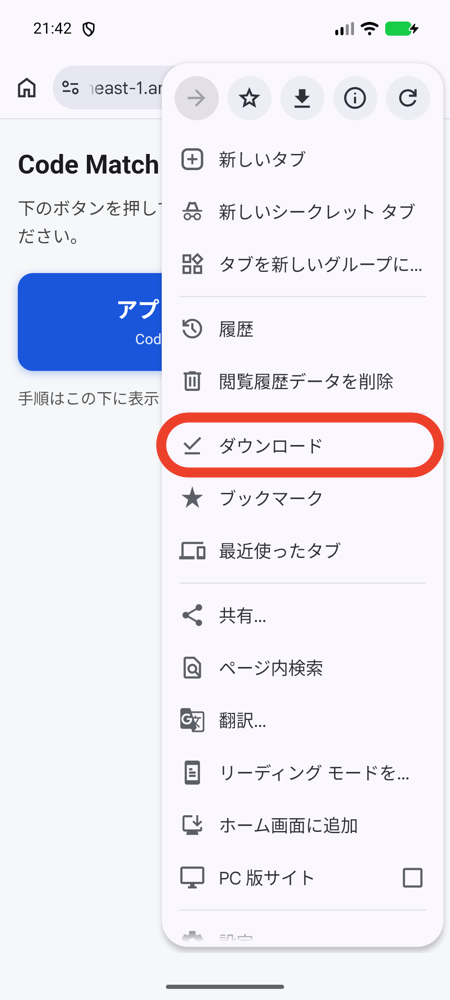 21:42
east-1.an
Code Match
下のボタンを押して
ださい。
アプ
Cod
手順はこの下に表示
新しいタブ
新しいシークレット タブ
タブを新しいグループに...
履歴
閲覧履歴データを削除
ダウンロード
ブックマーク
最近使ったタブ
共有...
ページ内検索
翻訳...
リーディング モードを...
ホーム画面に追加
PC 版サイト